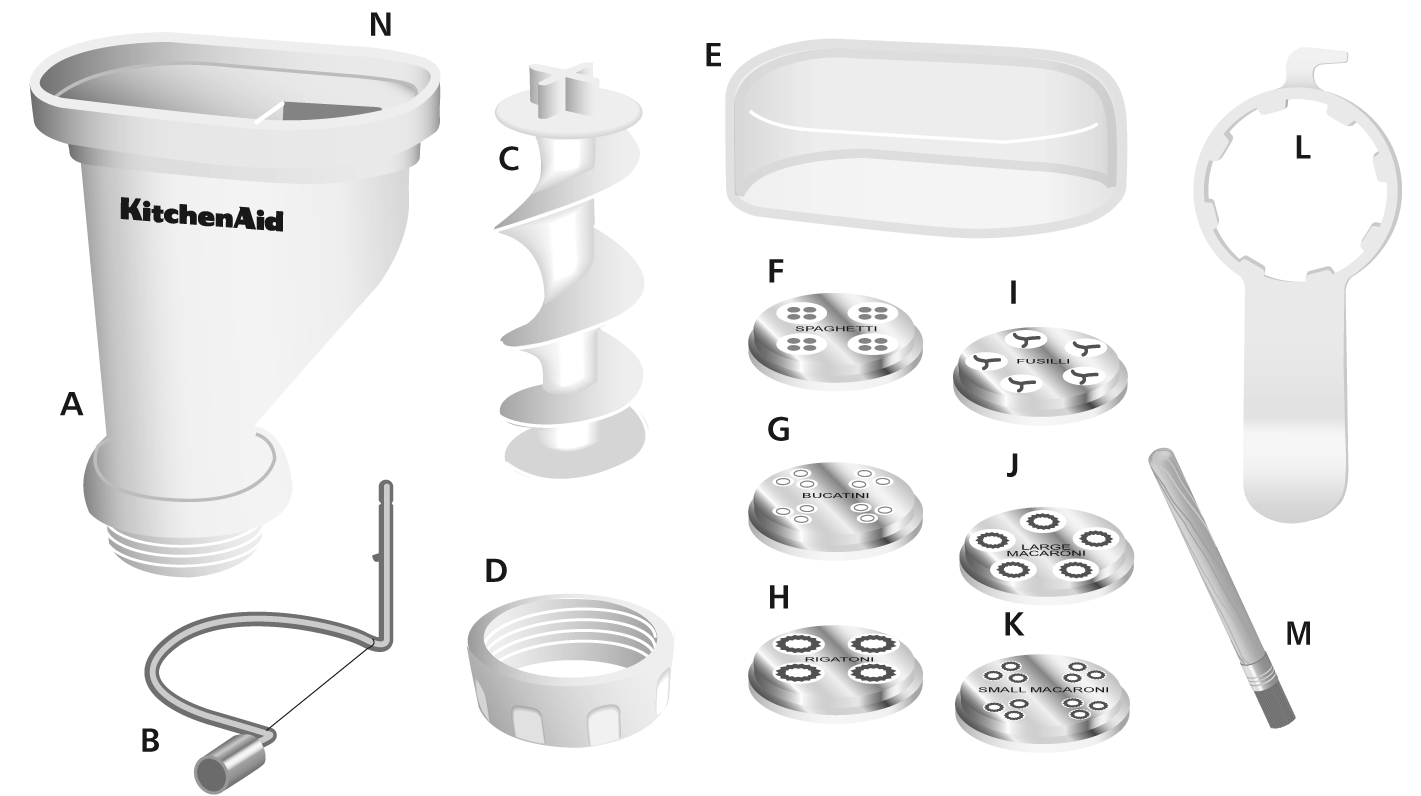 N
E
C
L
KitchenAid
F
SPAGHETTI
I
FUSILLI
A
G
BUCATINI
J
LARGE
MACARONI
D
H
RIGATONI
K
SMALL MACARONI
M
B